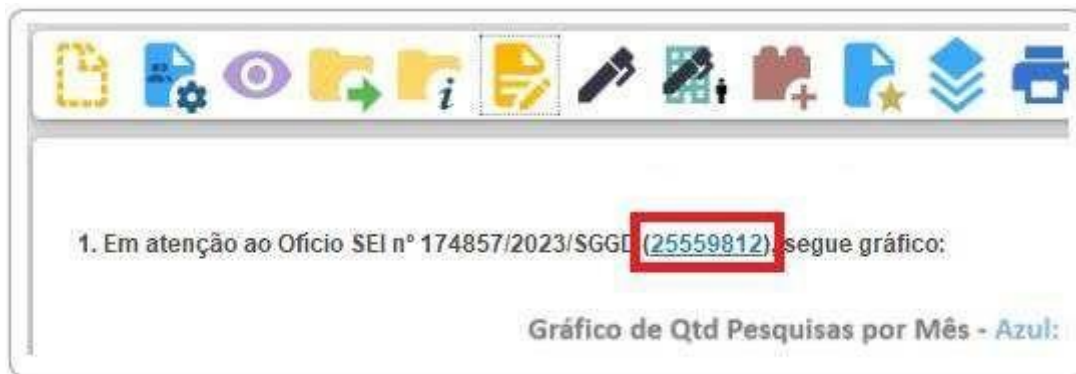 1. Em atenção ao Ofício SEI nº 174857/2023/SGGD (25559812), segue gráfico:
Gráfico de Qtd Pesquisas por Mês - Azul: